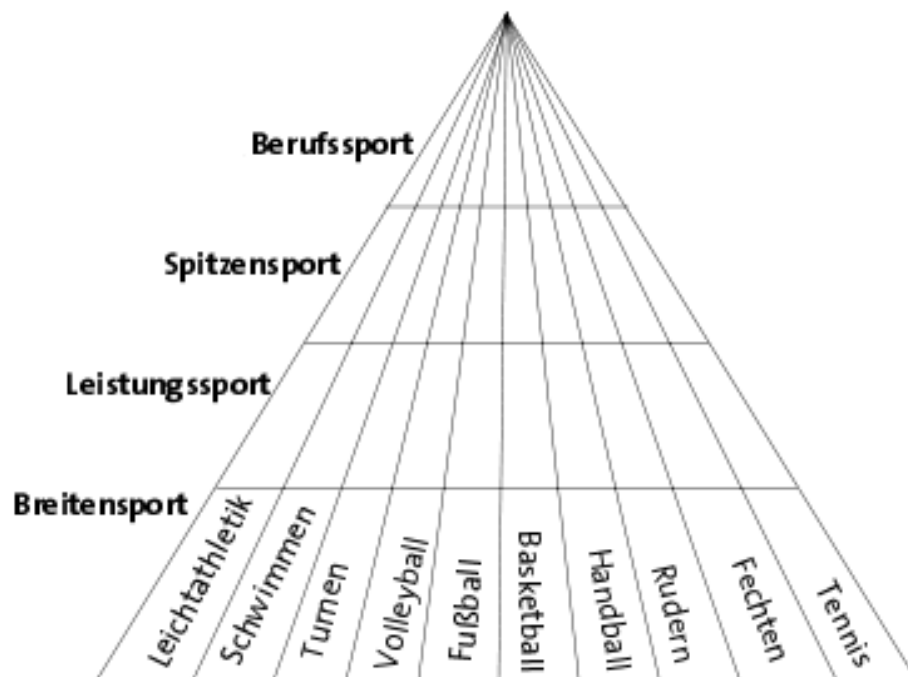 Berufssport
Spitzensport
Leistungssport
Breitensport
Leichtathletik
Schwimmen
Turnen
Volleyball
Fußball
Basketball
Handball
Rudern
Fechten
Tennis